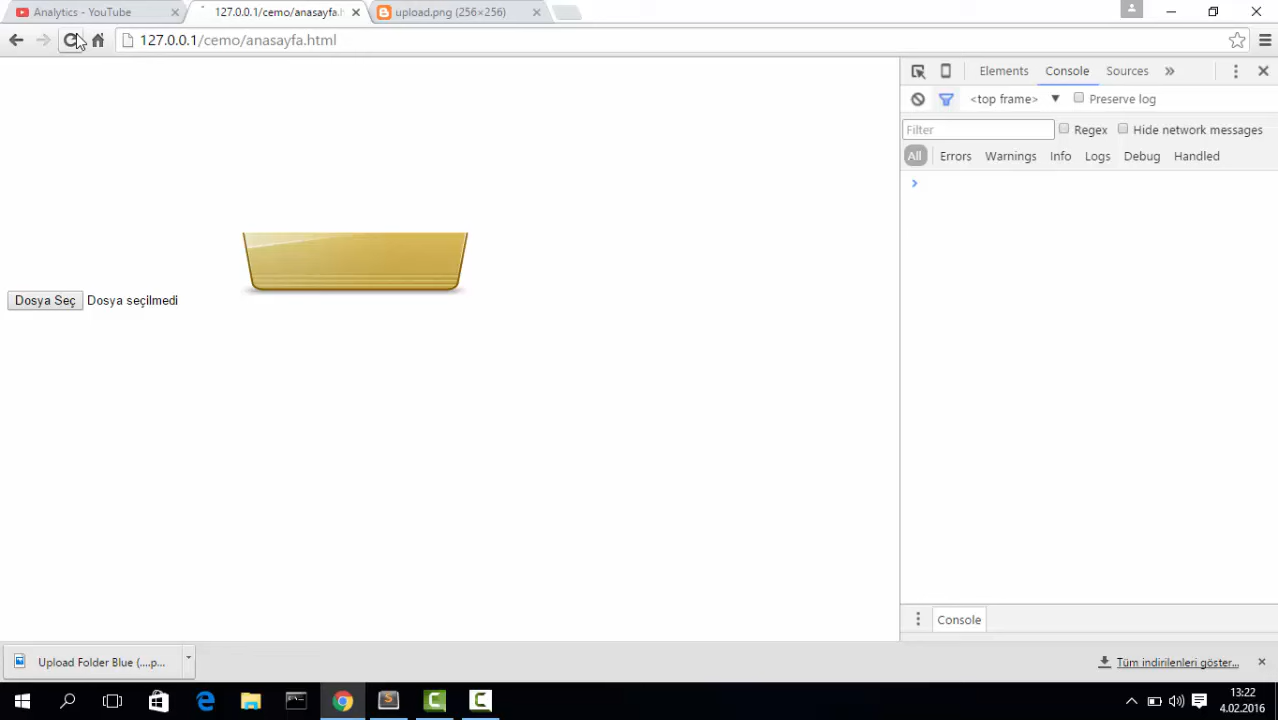 Analytics - YouTube
127.0.0.1/cemo/anasayfa.h
upload.png (256×256)
127.0.0.1/cemo/anasayfa.html
Elements Console Sources »
<top frame> ▼ Preserve log
Filter Regex Hide network messages
All Errors Warnings Info Logs Debug Handled
Dosya Seç Dosya seçilmedi
Console
Upload Folder Blue (....p...
Tüm indirilenleri göster...
13:22
4.02.2016